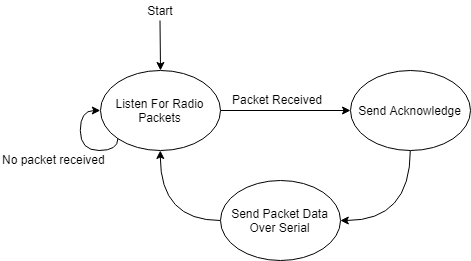 Start
Listen For Radio
Packets
Packet Received
Send Acknowledge
No packet received
Send Packet Data
Over Serial